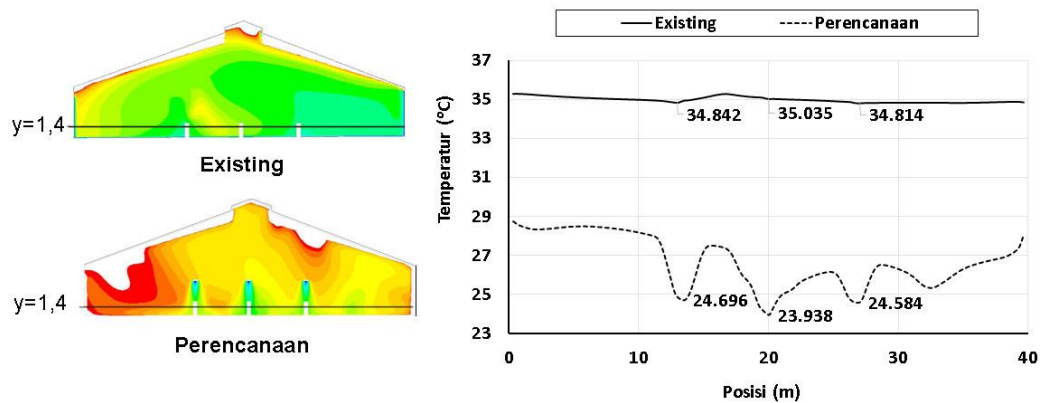 y=1,4
Existing
y=1,4
Perencanaan
Existing
Perencanaan
Temperatur (°C)
37
35
33
31
29
27
25
23
34.842
35.035
34.814
24.696
23.938
24.584
0
10
20
30
40
Posisi (m)